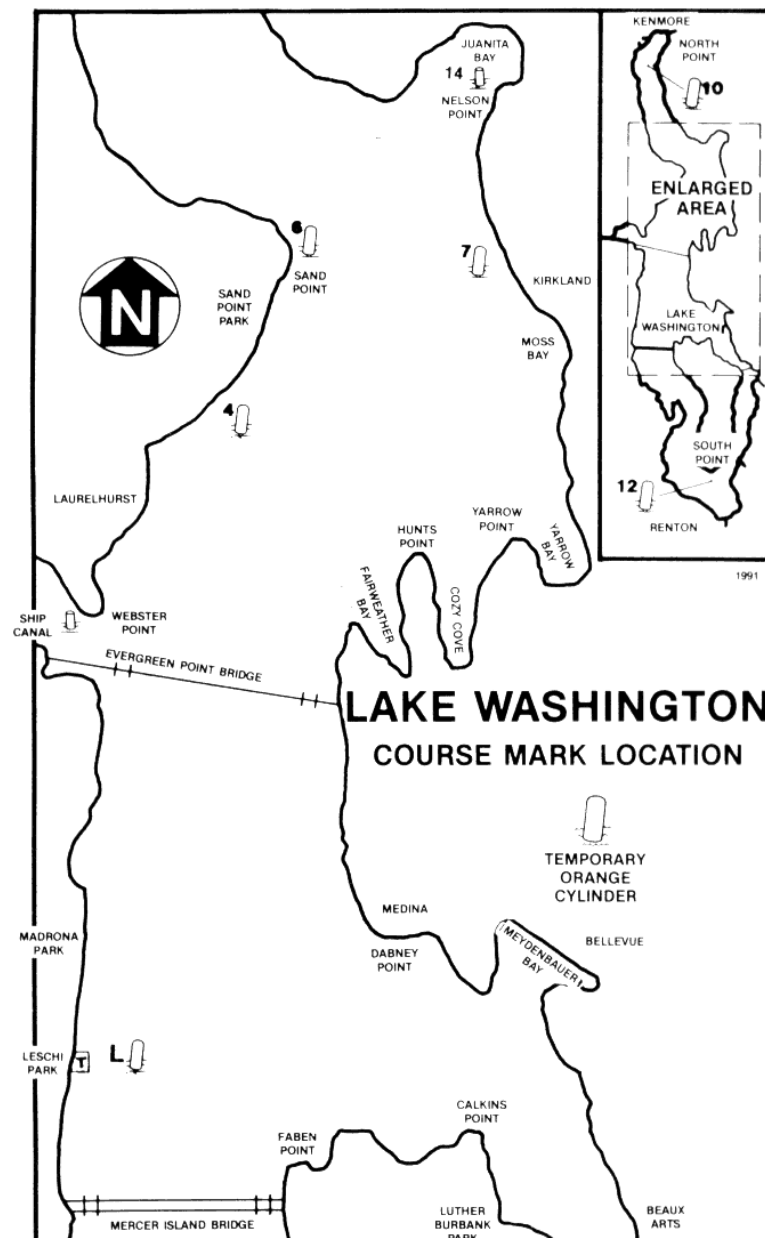 JUANITA
BAY
14
NELSON
POINT
KENMORE
NORTH
POINT
10
ENLARGED
AREA
6
SAND
POINT
7
KIRKLAND
N
SAND
POINT
PARK
MOSS
BAY
LAKE
WASHINGTON
4
SOUTH
POINT
12
RENTON
LAURELHURST
HUNTS
POINT
YARROW
POINT
YARROW
BAY
1991
FAIRWEATHER
BAY
COZY COVE
SHIP
CANAL
WEBSTER
POINT
EVERGREEN POINT BRIDGE
LAKE WASHINGTON
COURSE MARK LOCATION
TEMPORARY
ORANGE
CYLINDER
MEDINA
DABNEY
POINT
MEYDENBAUER
BAY
BELLEVUE
MADRONA
PARK
LESCHI
PARK
T
L
CALKINS
POINT
FABEN
POINT
MERCER ISLAND BRIDGE
LUTHER
BURBANK
PARK
BEAUX
ARTS